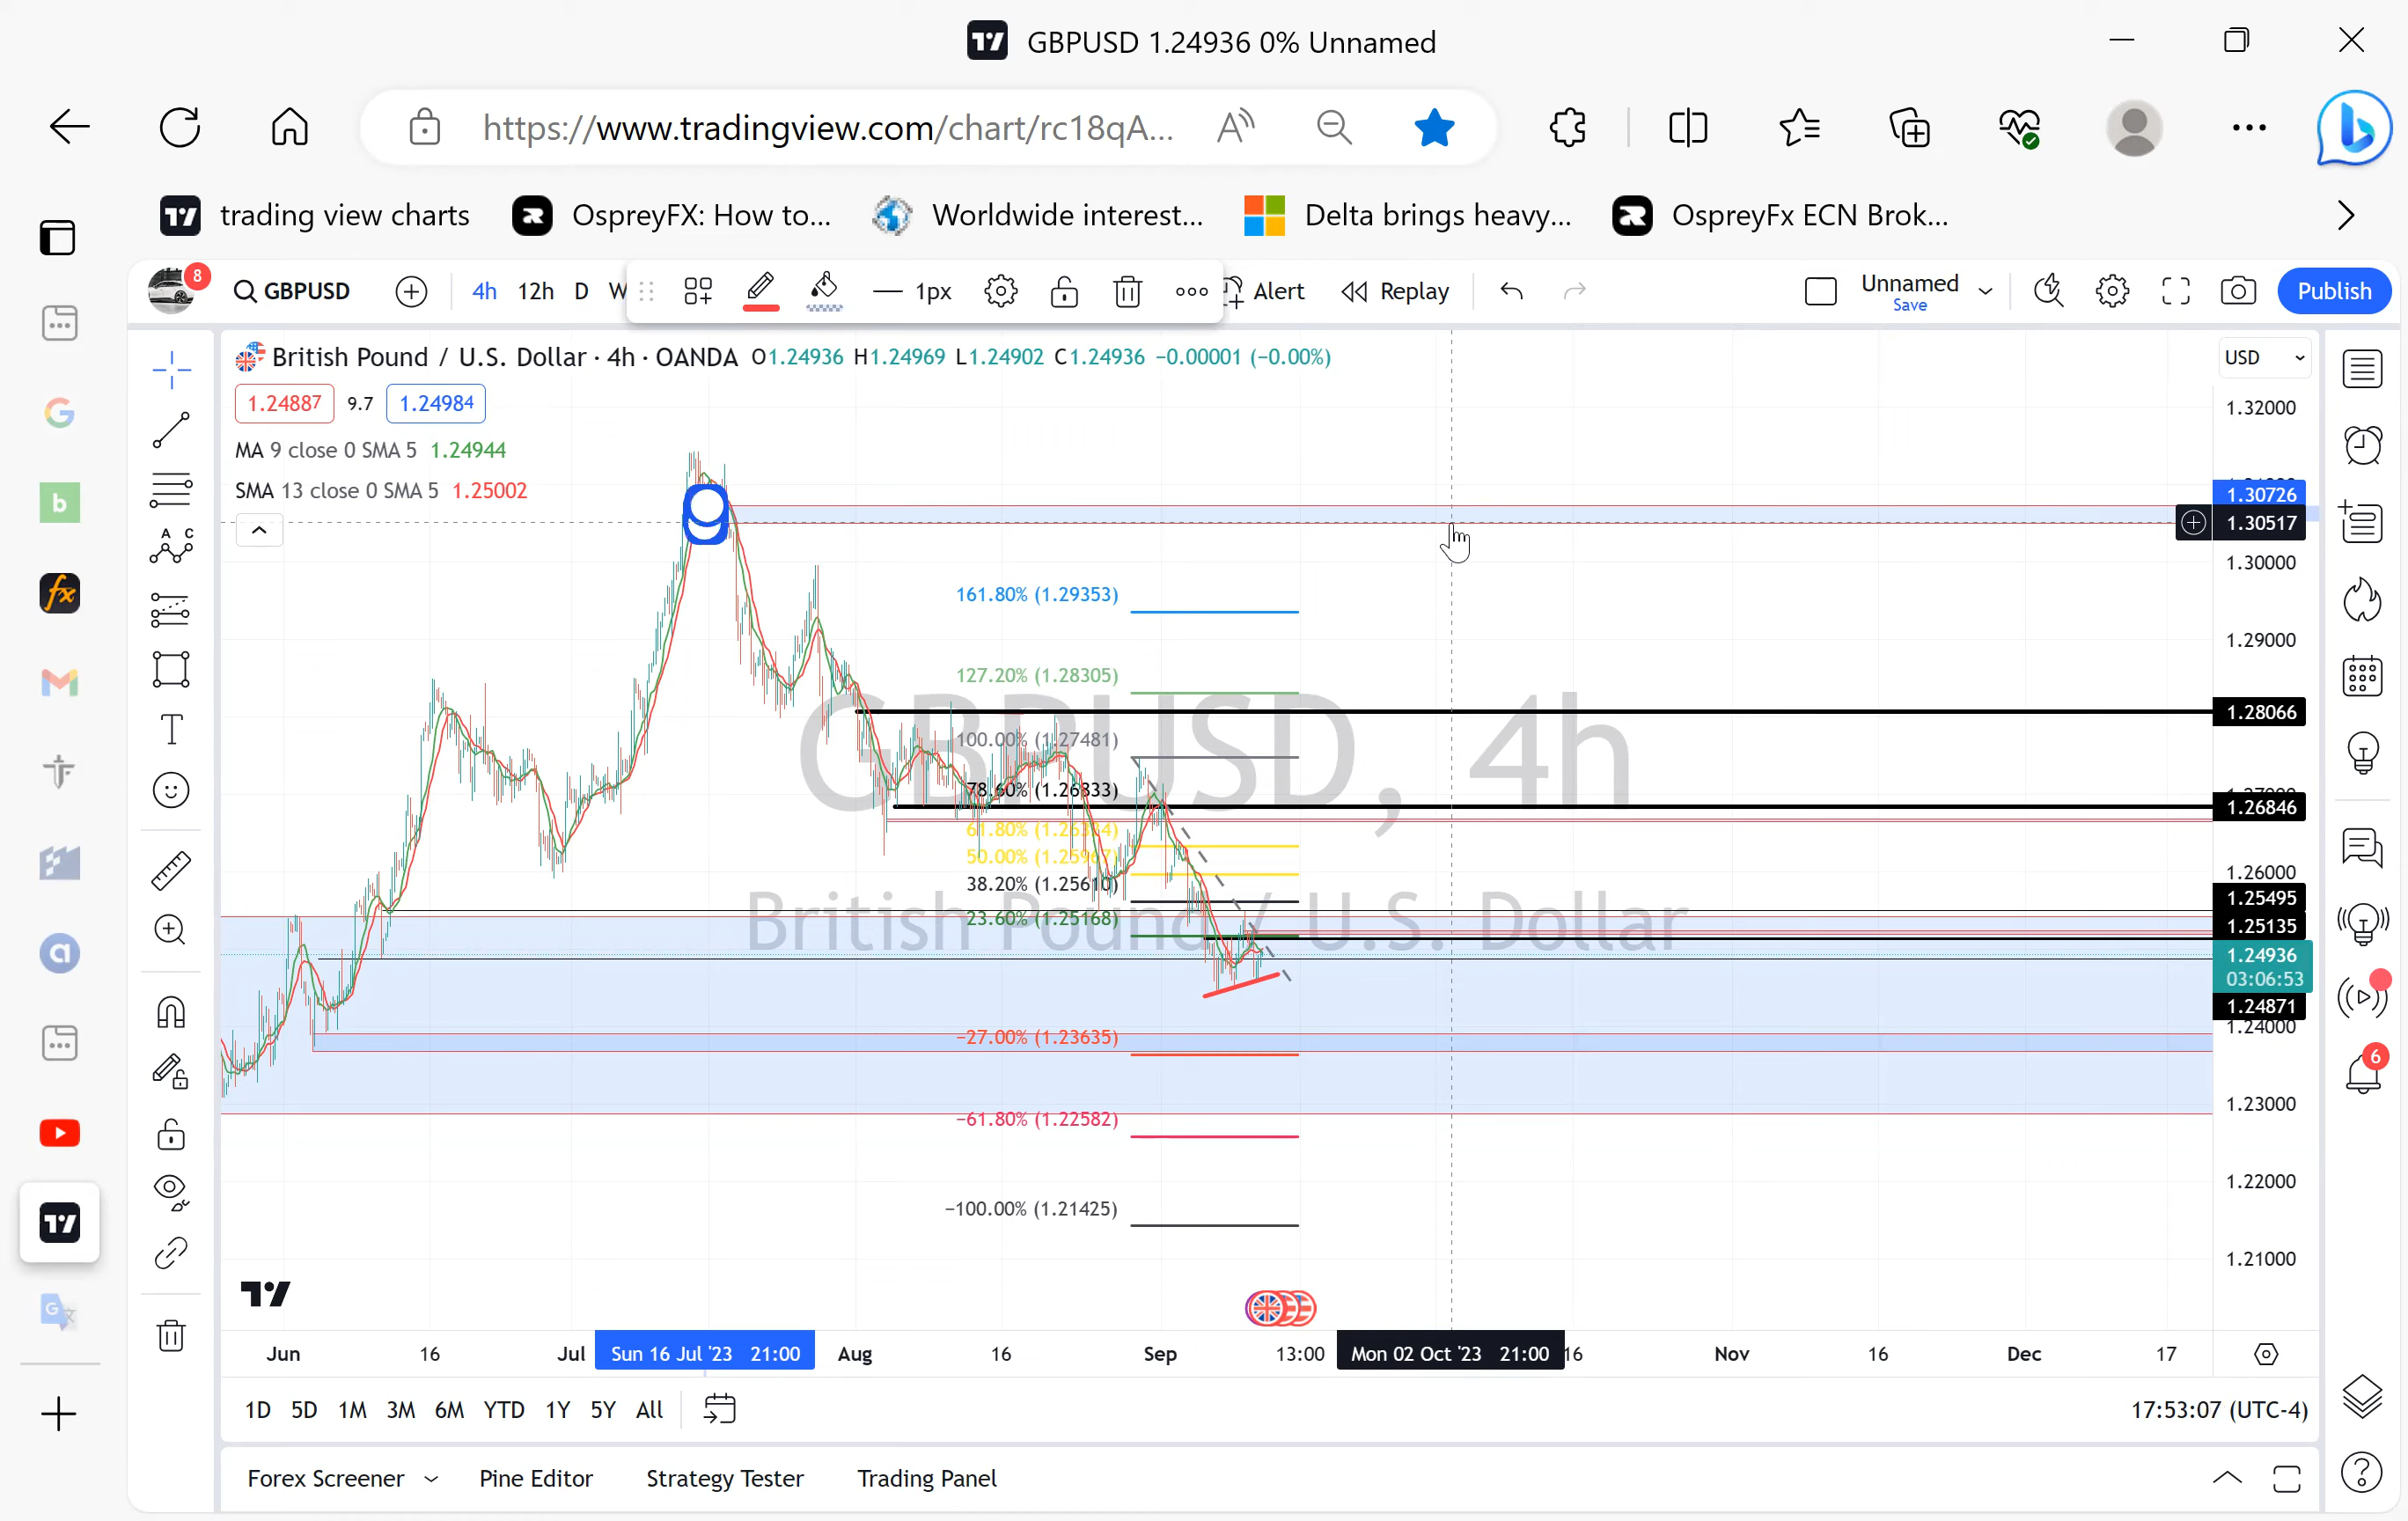 GBPUSD 1.24936 0% Unnamed
https://www.tradingview.com/chart/rc18qA...
trading view charts OspreyFX: How to... Worldwide interest... Delta brings heavy,... OspreyFx ECN Brok...
8 GBPUSD 4h 12h D W 1px Alert Replay Unnamed Save Publish
British Pound / U.S. Dollar · 4h · OANDA O1.24936 H1.24969 L1.24902 C1.24936 −0.00001 (−0.00%)
USD
1.24887 9.7 1.24984
MA 9 close 0 SMA 5 1.24944
SMA 13 close 0 SMA 5 1.25002
GBPUSD, 4h
British Pound / U.S. Dollar
161.80% (1.29353)
127.20% (1.28305)
100.00% (1.27481)
78.60% (1.26833)
61.80% (1.26334)
50.00% (1.25967)
38.20% (1.25610)
23.60% (1.25168)
−27.00% (1.23635)
−61.80% (1.22582)
−100.00% (1.21425)
1.32000
1.30726
1.30517
1.30000
1.29000
1.28066
1.26846
1.26000
1.25495
1.25135
1.24936
03:06:53
1.24871
1.24000
1.23000
1.22000
1.21000
6
Jun 16 Jul Sun 16 Jul '23 21:00 Aug 16 Sep 13:00 Mon 02 Oct '23 21:00 16 Nov 16 Dec 17
1D 5D 1M 3M 6M YTD 1Y 5Y All 17:53:07 (UTC-4)
Forex Screener Pine Editor Strategy Tester Trading Panel